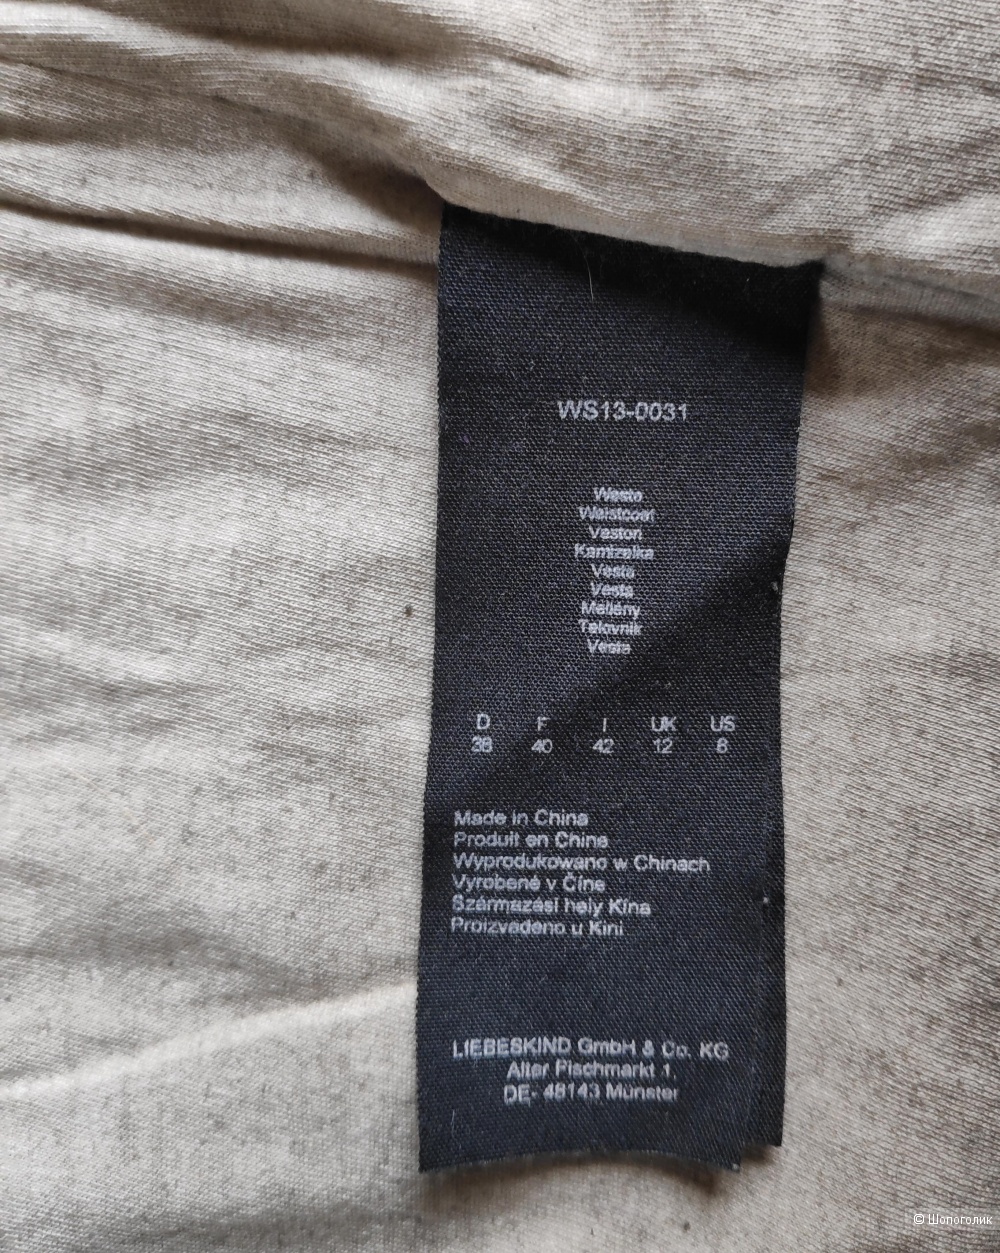 WS13-0031
Weste
Waistcoat
Veston
Kamizelka
Vesta
Vesta
Mellény
Telovnik
Vesta
D F I UK US
38 40 42 12 8
Made in China
Produit en Chine
Wyprodukowano w Chinach
Vyrobené v Číne
Származási hely Kína
Proizvedeno u Kini
LIEBESKIND GmbH & Co. KG
Alter Fischmarkt 1,
DE- 48143 Münster
© Шопоголик